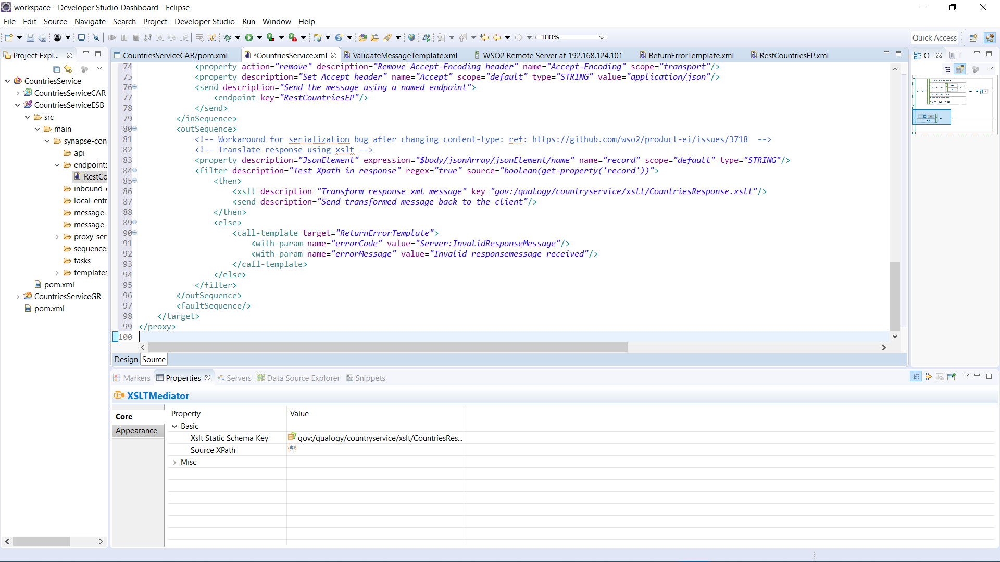 workspace - Developer Studio Dashboard - Eclipse
File Edit Source Navigate Search Project Developer Studio Run Window Help
100%
Quick Access
Project Expl...
CountriesServiceCAR/pom.xml
*CountriesService.xml
ValidateMessageTemplate.xml
WSO2 Remote Server at 192.168.124.101
ReturnErrorTemplate.xml
RestCountriesEP.xml
O
T
CountriesService
CountriesServiceCAR
CountriesServiceESB
src
main
synapse-con
api
endpoints
RestCo
inbound-
local-entr
message-
message-
proxy-ser
sequence
tasks
templates
pom.xml
CountriesServiceGR
pom.xml
74 <property action="remove" description="Remove Accept-Encoding header" name="Accept-Encoding" scope="transport"/>
75 <property description="Set Accept header" name="Accept" scope="default" type="STRING" value="application/json"/>
76 <send description="Send the message using a named endpoint">
77 <endpoint key="RestCountriesEP"/>
78 </send>
79 </inSequence>
80 <outSequence>
81 <!-- Workaround for serialization bug after changing content-type: ref: https://github.com/wso2/product-ei/issues/3718  -->
82 <!-- Translate response using xslt -->
83 <property description="JsonElement" expression="$body/jsonArray/jsonElement/name" name="record" scope="default" type="STRING"/>
84 <filter description="Test Xpath in response" regex="true" source="boolean(get-property('record'))">
85 <then>
86 <xslt description="Transform response xml message" key="gov:/qualogy/countryservice/xslt/CountriesResponse.xslt"/>
87 <send description="Send transformed message back to the client"/>
88 </then>
89 <else>
90 <call-template target="ReturnErrorTemplate">
91 <with-param name="errorCode" value="Server:InvalidResponseMessage"/>
92 <with-param name="errorMessage" value="Invalid responsemessage received"/>
93 </call-template>
94 </else>
95 </filter>
96 </outSequence>
97 <faultSequence/>
98 </target>
99 </proxy>
100
Design Source
Markers Properties Servers Data Source Explorer Snippets
XSLTMediator
Core
Appearance
Property Value
Basic
Xslt Static Schema Key gov:/qualogy/countryservice/xslt/CountriesRes...
Source XPath
Misc